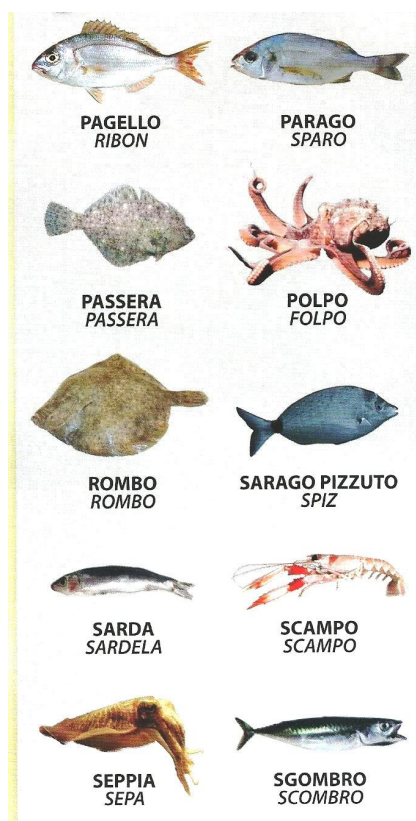 PAGELLO
RIBON
PARAGO
SPARO
PASSERA
PASSERA
POLPO
FOLPO
ROMBO
ROMBO
SARAGO PIZZUTO
SPIZ
SARDA
SARDELA
SCAMPO
SCAMPO
SEPPIA
SEPA
SGOMBRO
SCOMBRO